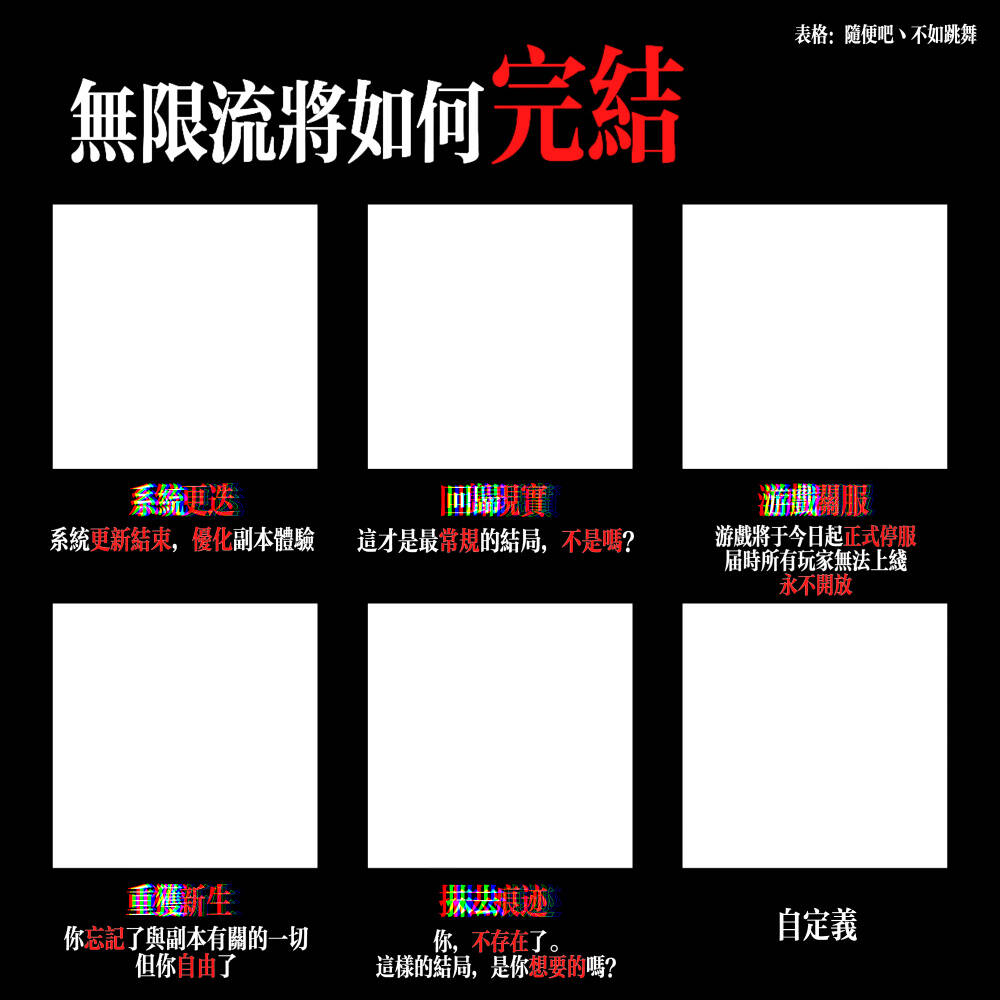 表格：隨便吧丶不如跳舞
無限流將如何完結
系統更迭
系統更新結束，優化副本體驗
回歸現實
這才是最常規的結局，不是嗎？
游戲關服
游戲將于今日起正式停服
届時所有玩家無法上綫
永不開放
重獲新生
你忘記了與副本有關的一切
但你自由了
抹去痕迹
你，不存在了。
這樣的結局，是你想要的嗎？
自定義